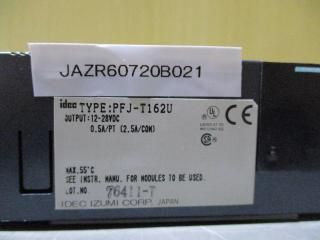 JAZR60720B021
idec TYPE:PFJ-T162U
OUTPUT:12-28VDC
0.5A/PT (2.5A/COM)
MAX.55°C
SEE INSTR. MANU. FOR MODULES TO BE USED.
LOT.NO. 76411-T
IDEC IZUMI CORP. JAPAN